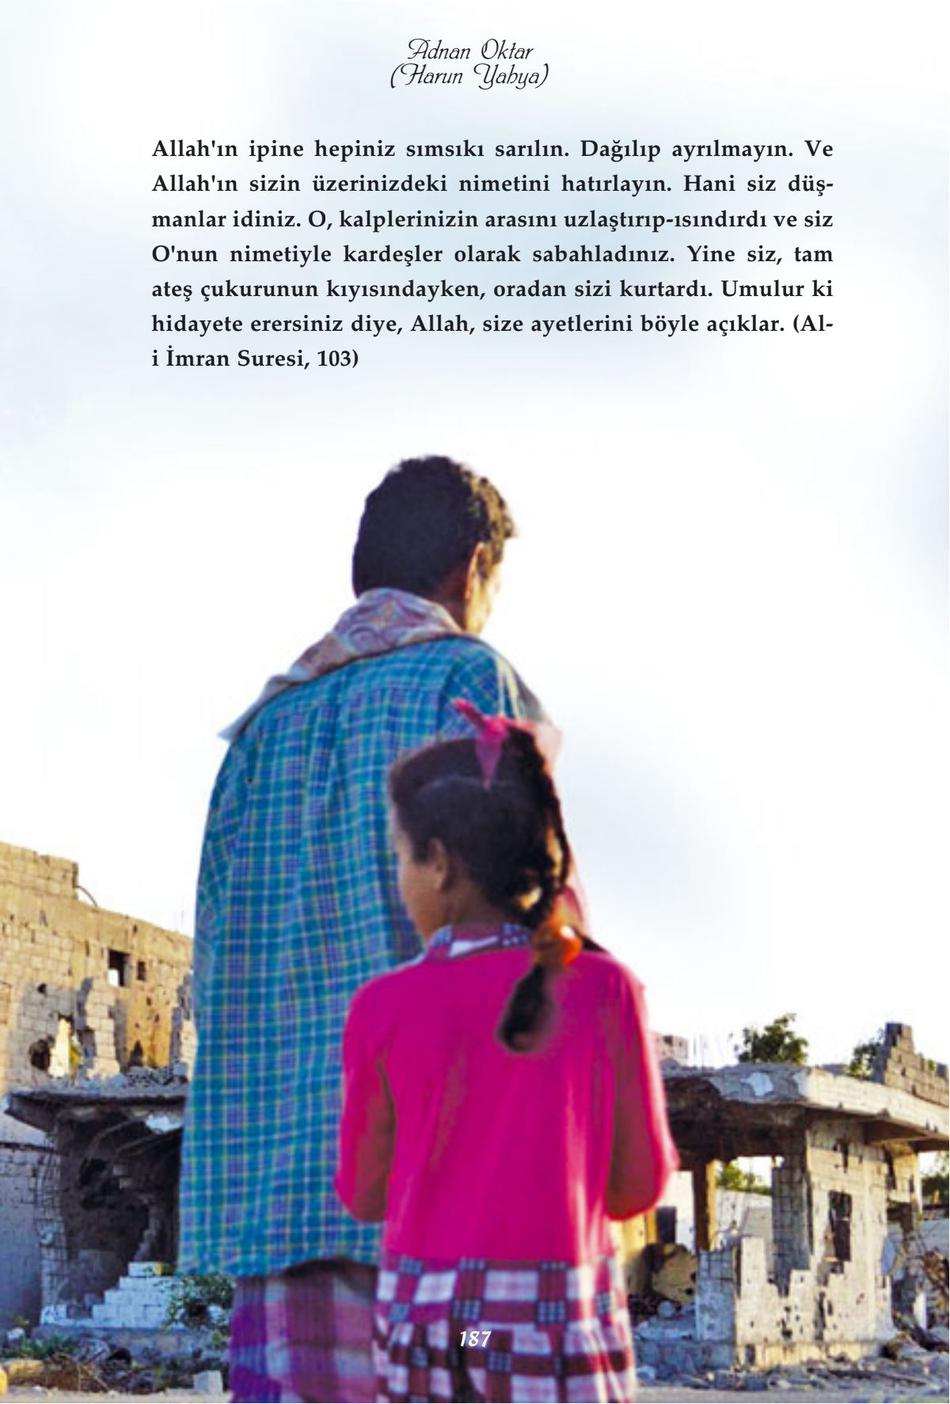 Adnan Oktar
(Harun Yahya)
Allah'ın ipine hepiniz sımsıkı sarılın. Dağılıp ayrılmayın. Ve
Allah'ın sizin üzerinizdeki nimetini hatırlayın. Hani siz düş-
manlar idiniz. O, kalplerinizin arasını uzlaştırıp-ısındırdı ve siz
O'nun nimetiyle kardeşler olarak sabahladınız. Yine siz, tam
ateş çukurunun kıyısındayken, oradan sizi kurtardı. Umulur ki
hidayete erersiniz diye, Allah, size ayetlerini böyle açıklar. (Al-
i İmran Suresi, 103)
187